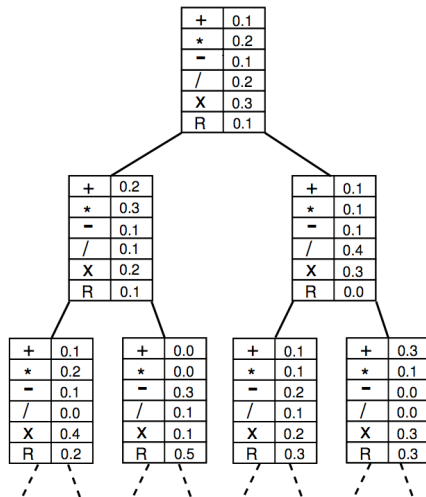 + 0.1
* 0.2
- 0.1
/ 0.2
X 0.3
R 0.1
+ 0.2
* 0.3
- 0.1
/ 0.1
X 0.2
R 0.1
+ 0.1
* 0.1
- 0.1
/ 0.4
X 0.3
R 0.0
+ 0.1
* 0.2
- 0.1
/ 0.0
X 0.4
R 0.2
+ 0.0
* 0.0
- 0.3
/ 0.1
X 0.1
R 0.5
+ 0.1
* 0.1
- 0.2
/ 0.1
X 0.2
R 0.3
+ 0.3
* 0.1
- 0.0
/ 0.0
X 0.3
R 0.3